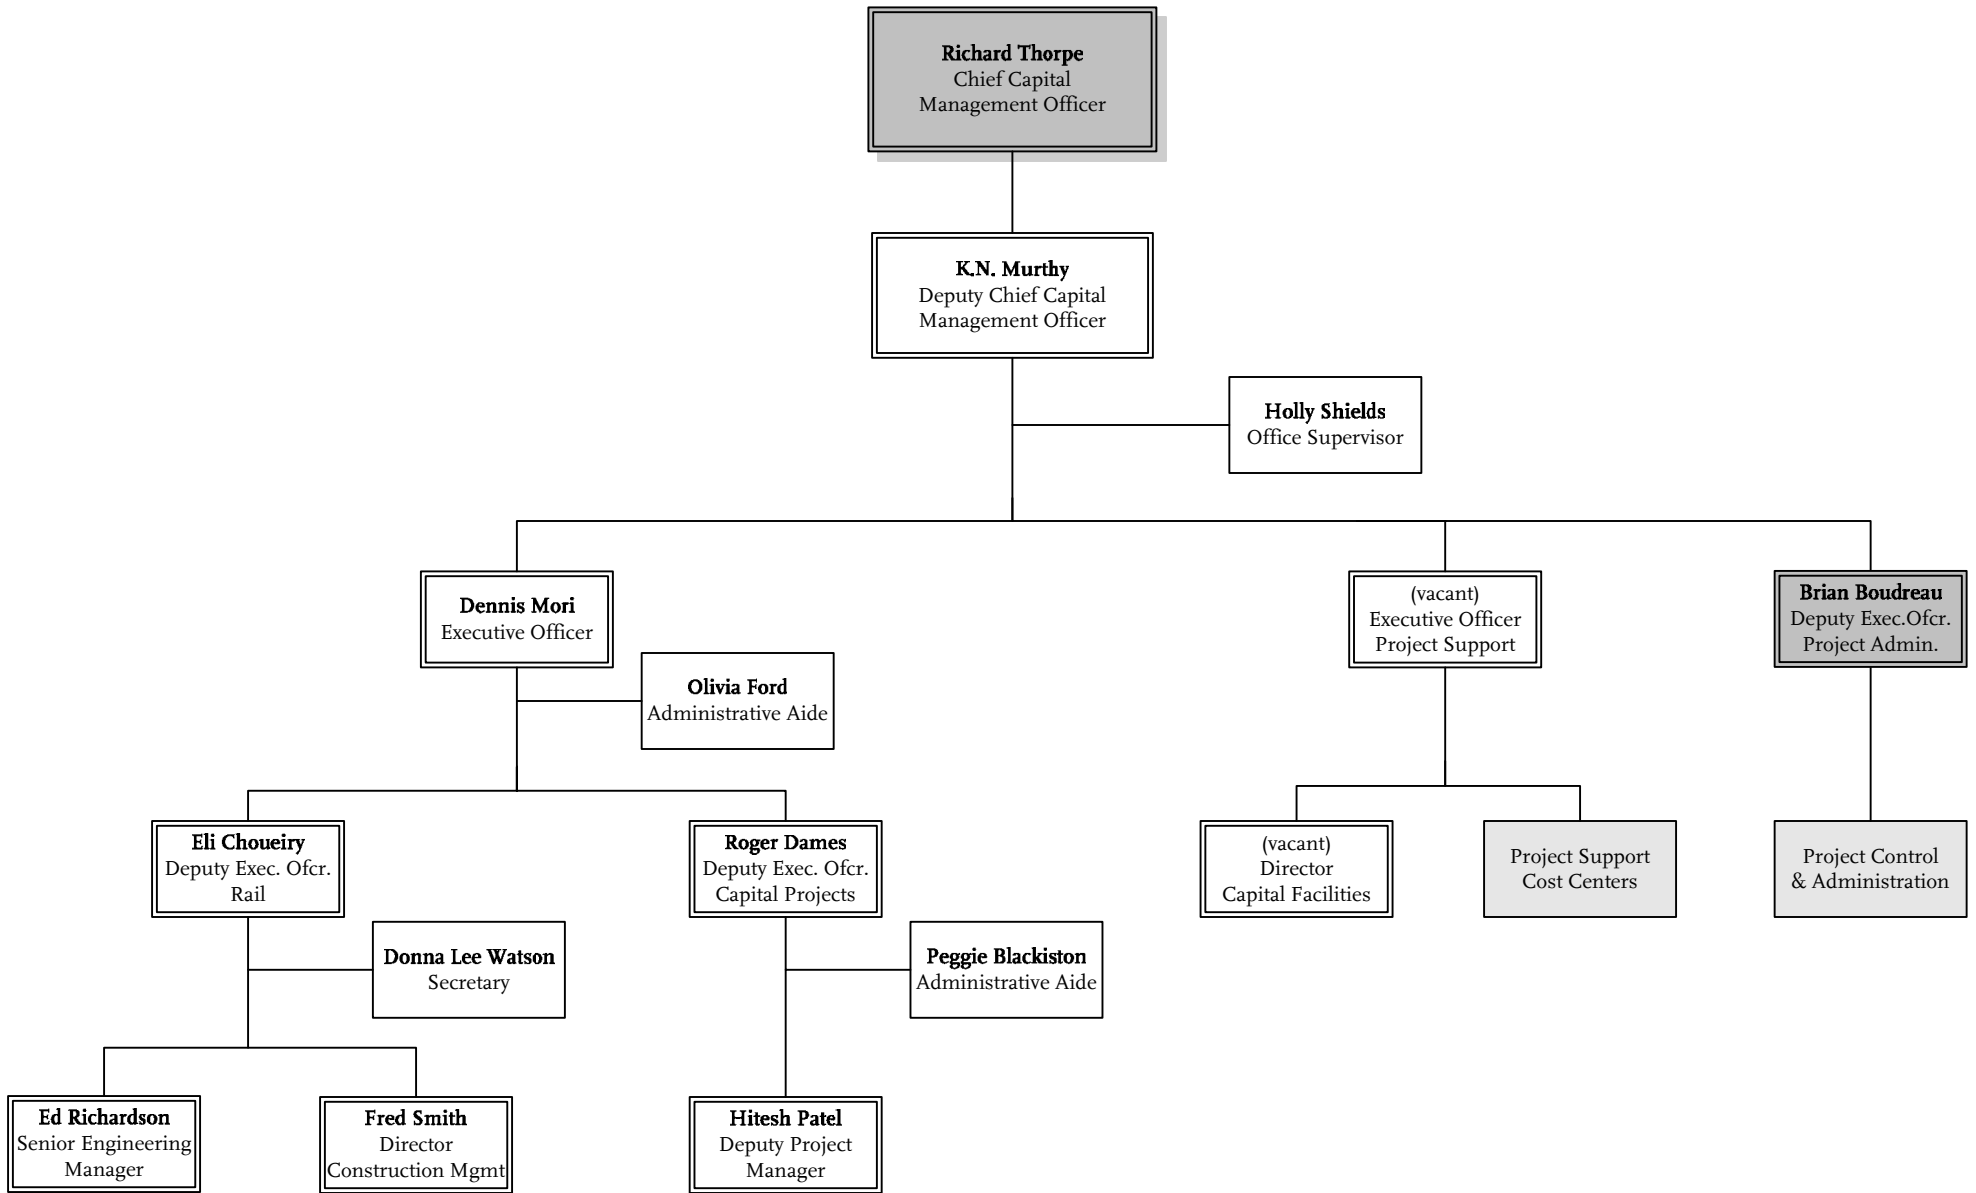 Richard Thorpe
Chief Capital
Management Officer
K.N. Murthy
Deputy Chief Capital
Management Officer
Holly Shields
Office Supervisor
Dennis Mori
Executive Officer
(vacant)
Executive Officer
Project Support
Brian Boudreau
Deputy Exec.Ofcr.
Project Admin.
Olivia Ford
Administrative Aide
Eli Choueiry
Deputy Exec. Ofcr.
Rail
Roger Dames
Deputy Exec. Ofcr.
Capital Projects
(vacant)
Director
Capital Facilities
Project Support
Cost Centers
Project Control
& Administration
Donna Lee Watson
Secretary
Peggie Blackiston
Administrative Aide
Ed Richardson
Senior Engineering
Manager
Fred Smith
Director
Construction Mgmt
Hitesh Patel
Deputy Project
Manager